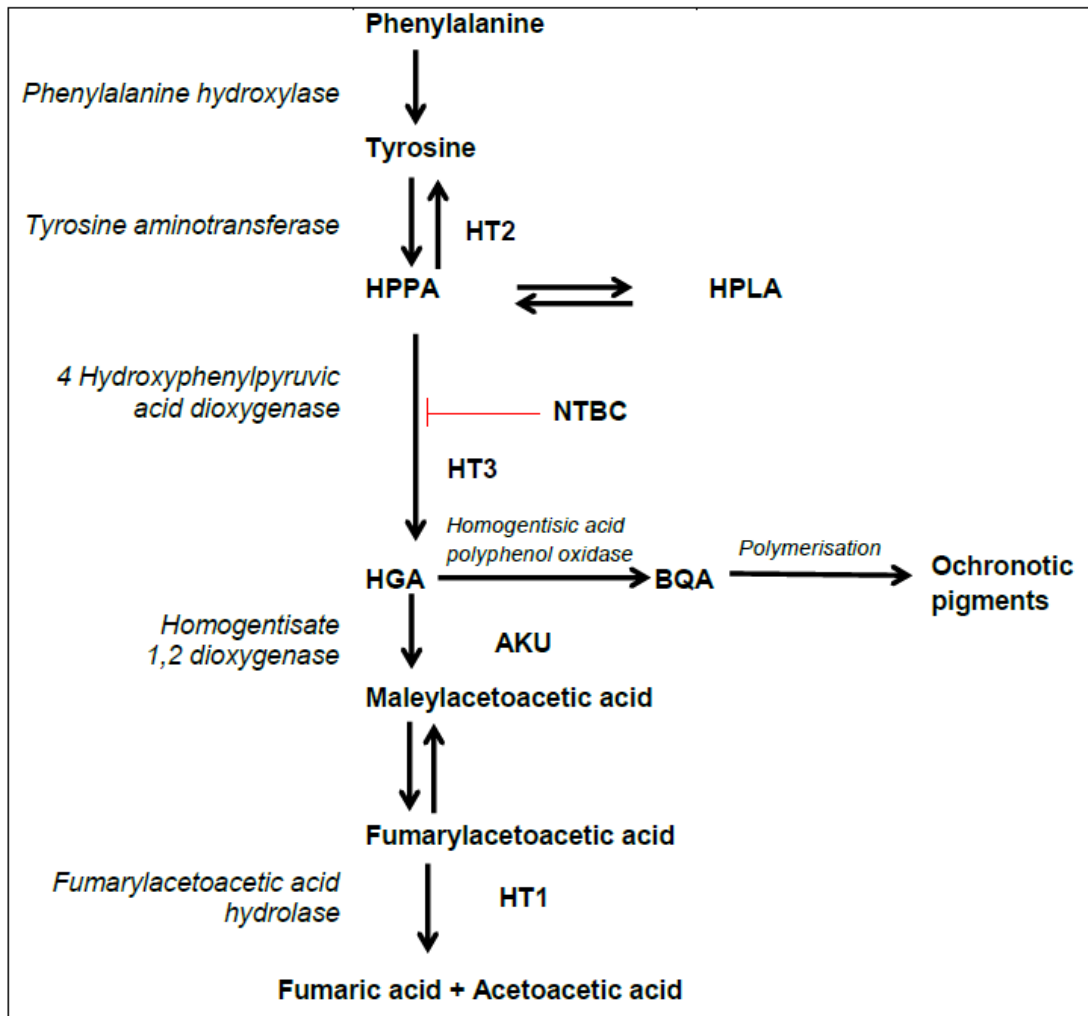 Phenylalanine
Phenylalanine hydroxylase
Tyrosine
Tyrosine aminotransferase
HT2
HPPA
HPLA
4 Hydroxyphenylpyruvic
acid dioxygenase
NTBC
HT3
Homogentisic acid
polyphenol oxidase
Polymerisation
HGA
BQA
Ochronotic
pigments
Homogentisate
1,2 dioxygenase
AKU
Maleylacetoacetic acid
Fumarylacetoacetic acid
Fumarylacetoacetic acid
hydrolase
HT1
Fumaric acid + Acetoacetic acid